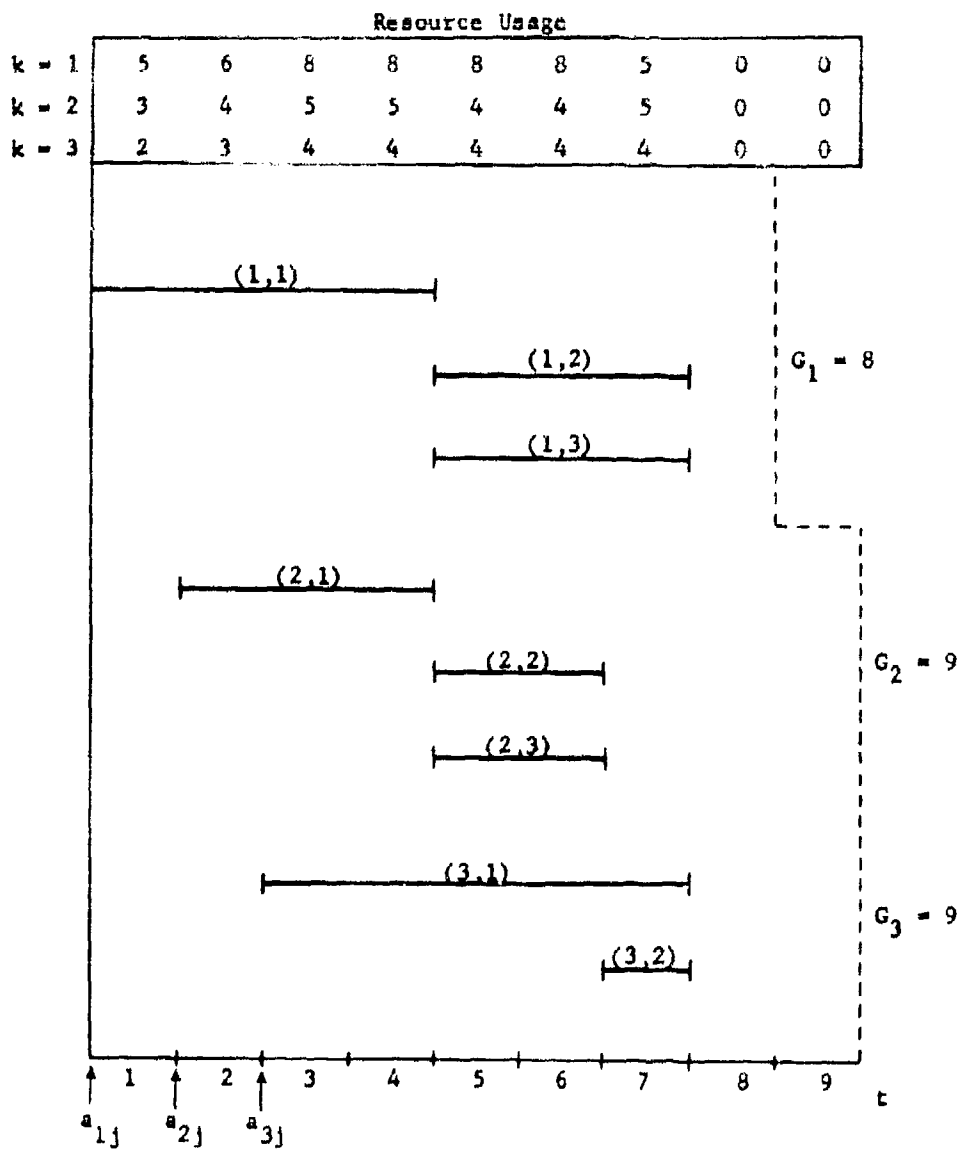 Resource Usage
k = 1 5 6 8 8 8 8 5 0 0
k = 2 3 4 5 5 4 4 5 0 0
k = 3 2 3 4 4 4 4 4 0 0
(1,1)
(1,2)
G1 = 8
(1,3)
(2,1)
(2,2)
G2 = 9
(2,3)
(3,1)
G3 = 9
(3,2)
1 2 3 4 5 6 7 8 9 t
a1j a2j a3j